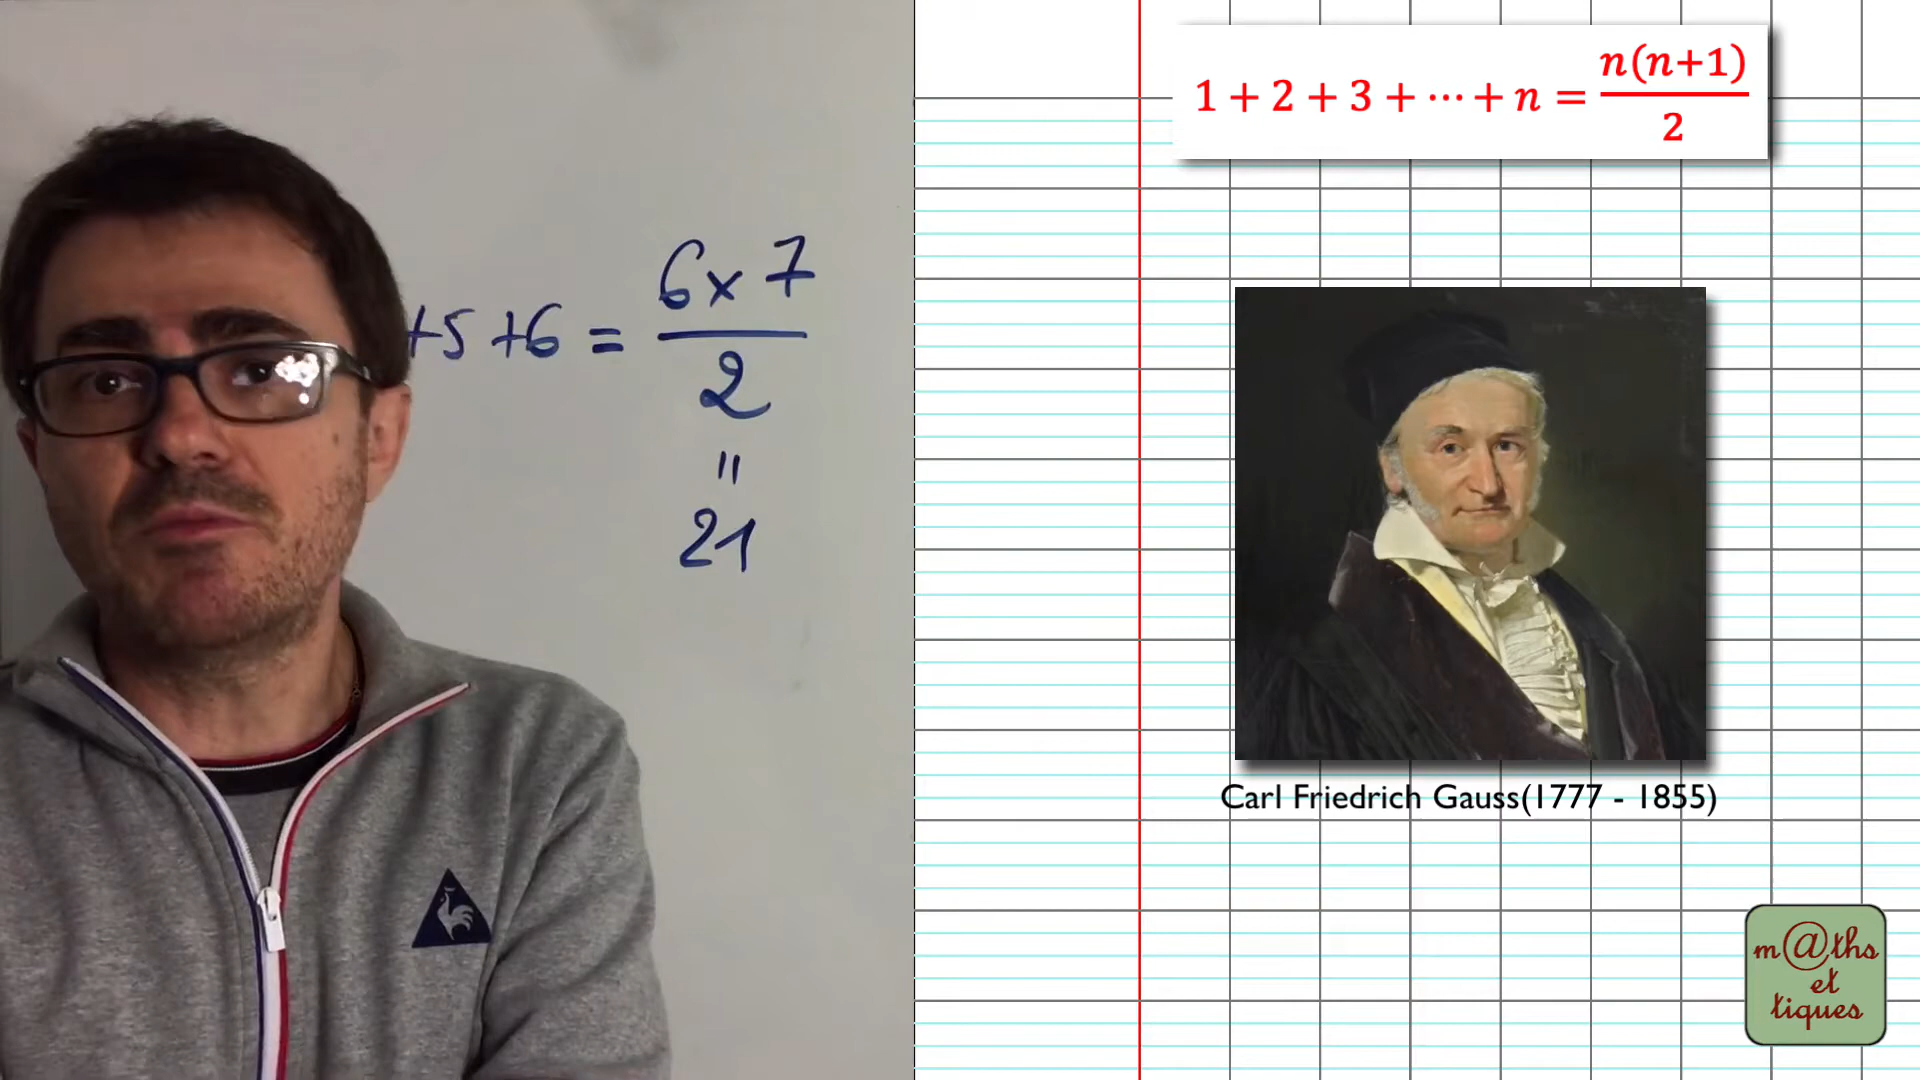 +5 +6 = 6x7
2
=
21
1 + 2 + 3 + ⋯ + n = n(n+1)
2
Carl Friedrich Gauss(1777 - 1855)
m@ths
et
tiques